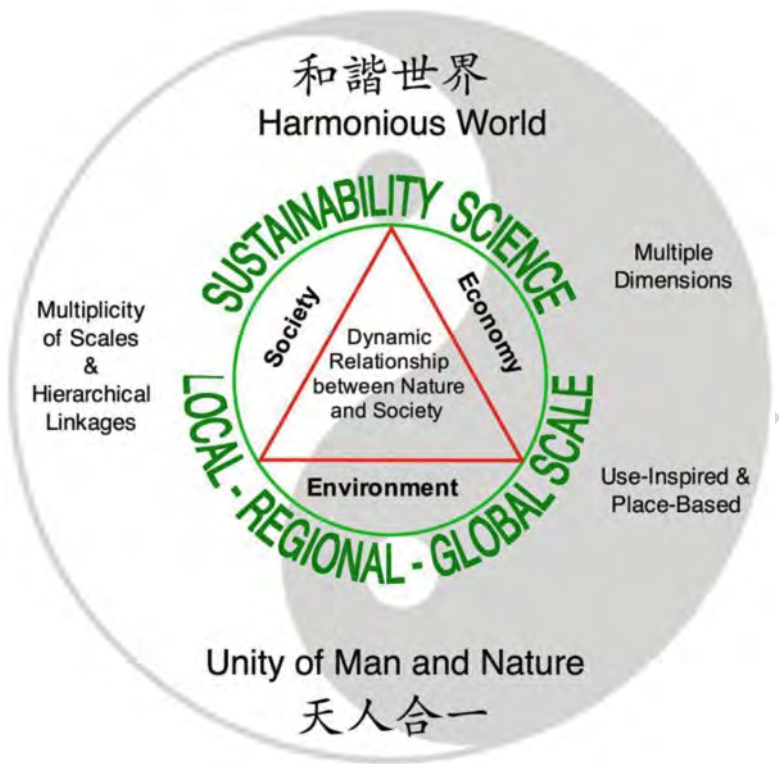 和諧世界
Harmonious World
SUSTAINABILITY SCIENCE
Multiple
Dimensions
Multiplicity
of Scales
&
Hierarchical
Linkages
Society
Economy
Dynamic
Relationship
between Nature
and Society
Environment
LOCAL - REGIONAL - GLOBAL SCALE
Use-Inspired &
Place-Based
Unity of Man and Nature
天人合一